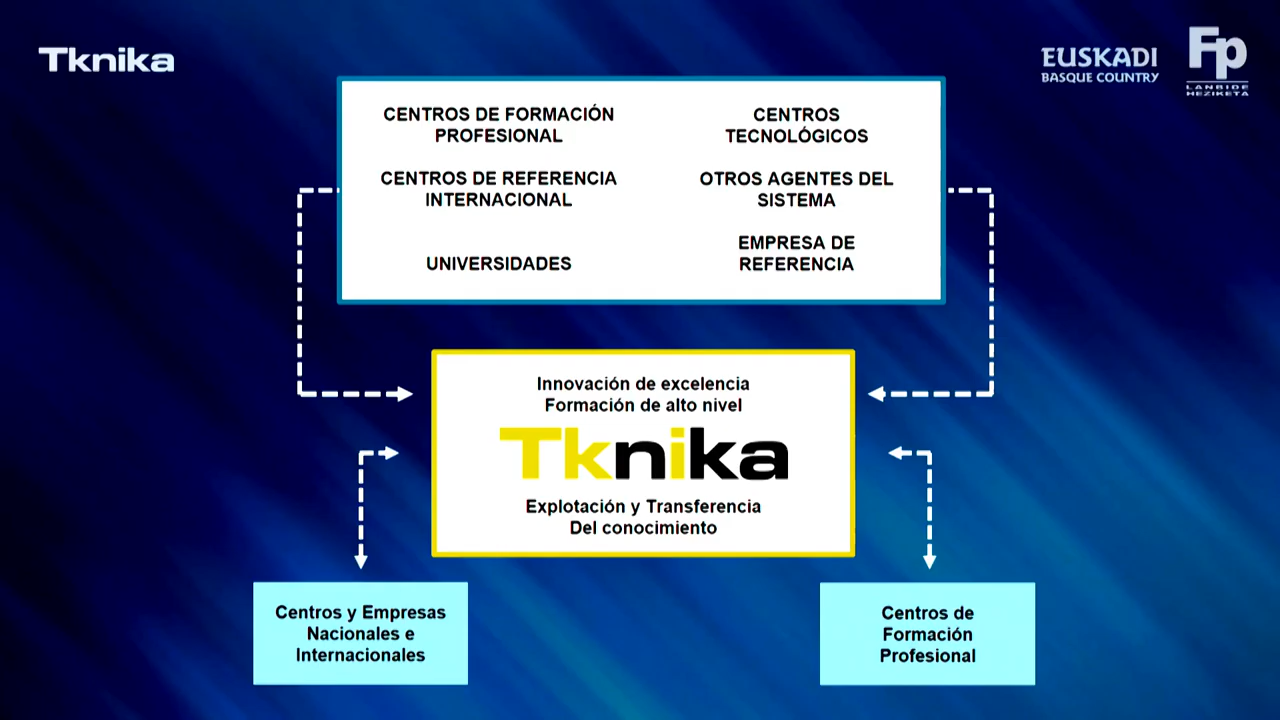 Tknika
EUSKADI
BASQUE COUNTRY
Fp
LANBIDE
HEZIKETA
CENTROS DE FORMACIÓN
PROFESIONAL
CENTROS
TECNOLÓGICOS
CENTROS DE REFERENCIA
INTERNACIONAL
OTROS AGENTES DEL
SISTEMA
UNIVERSIDADES
EMPRESA DE
REFERENCIA
Innovación de excelencia
Formación de alto nivel
Tknika
Explotación y Transferencia
Del conocimiento
Centros y Empresas
Nacionales e
Internacionales
Centros de
Formación
Profesional